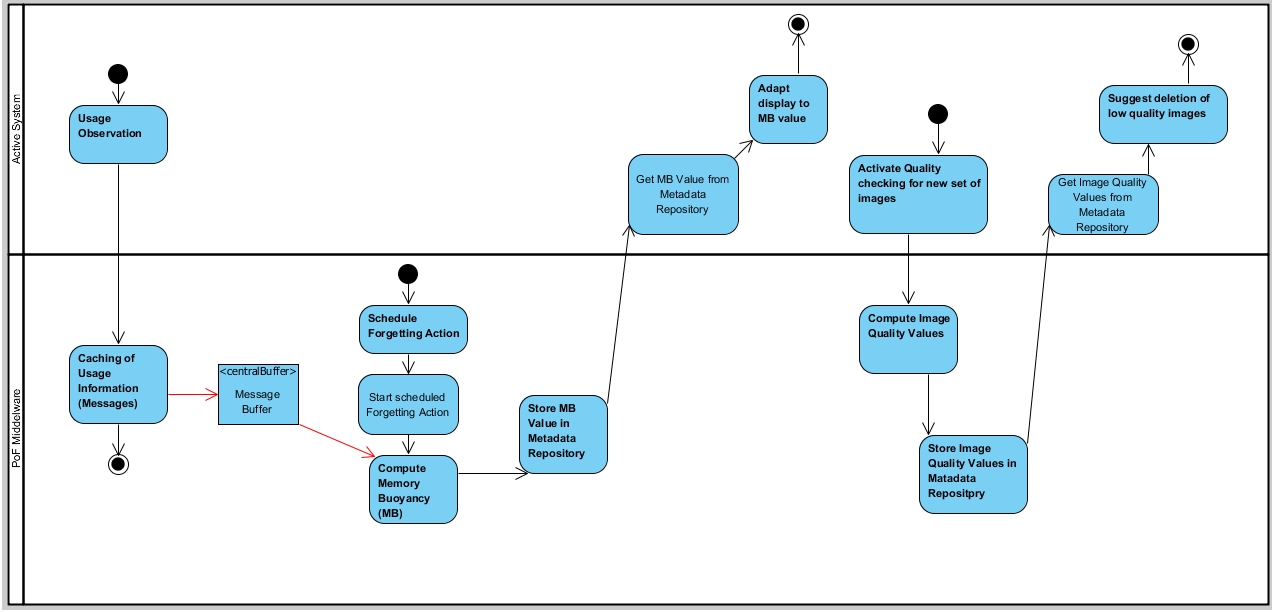 Active System
Usage
Observation
Adapt
display to
MB value
Get MB Value from
Metadata
Repository
Activate Quality
checking for new set of
images
Suggest deletion of
low quality images
Get Image Quality
Values from
Metadata
Repository
PoF Middelware
Caching of
Usage
Information
(Messages)
<centralBuffer>
Message
Buffer
Schedule
Forgetting Action
Start scheduled
Forgetting Action
Compute
Memory
Buoyancy
(MB)
Store MB
Value in
Metadata
Repository
Compute Image
Quality Values
Store Image
Quality Values in
Matadata
Repositpry